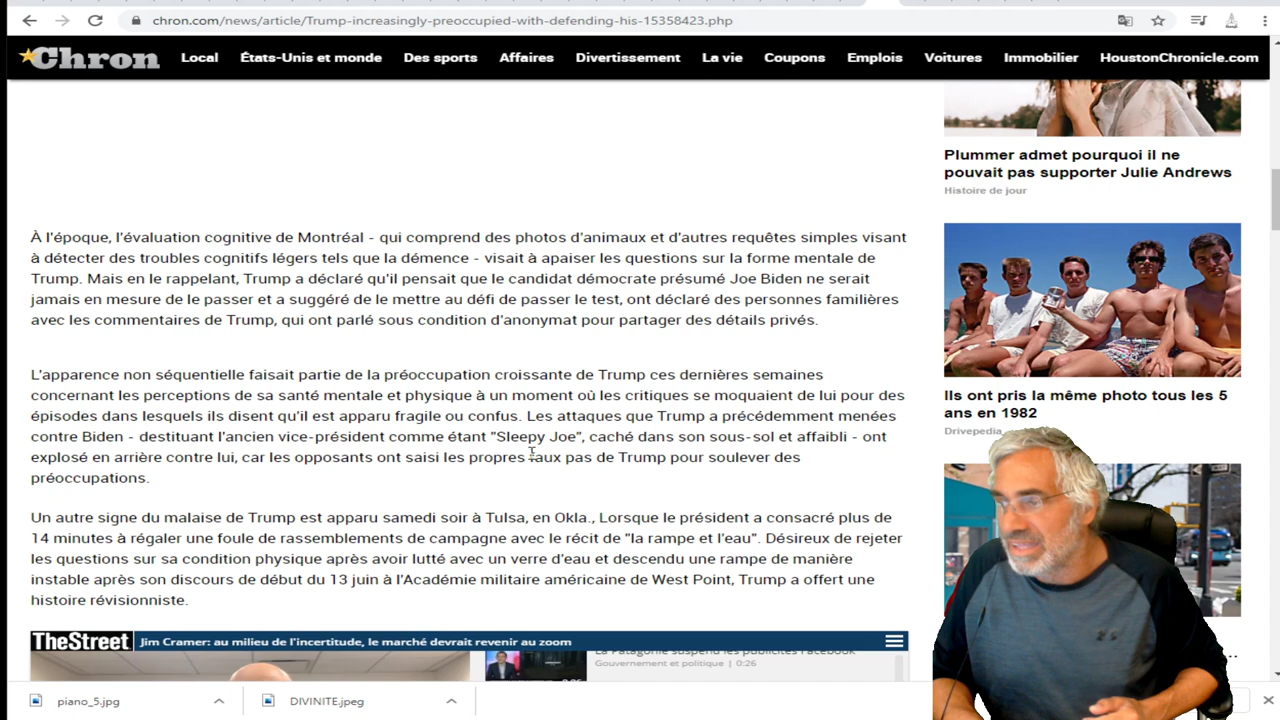 chron.com/news/article/Trump-increasingly-preoccupied-with-defending-his-15358423.php
Chron
Local États-Unis et monde Des sports Affaires Divertissement La vie Coupons Emplois Voitures Immobilier HoustonChronicle.com
À l'époque, l'évaluation cognitive de Montréal - qui comprend des photos d'animaux et d'autres requêtes simples visant
à détecter des troubles cognitifs légers tels que la démence - visait à apaiser les questions sur la forme mentale de
Trump. Mais en le rappelant, Trump a déclaré qu'il pensait que le candidat démocrate présumé Joe Biden ne serait
jamais en mesure de le passer et a suggéré de le mettre au défi de passer le test, ont déclaré des personnes familières
avec les commentaires de Trump, qui ont parlé sous condition d'anonymat pour partager des détails privés.
L'apparence non séquentielle faisait partie de la préoccupation croissante de Trump ces dernières semaines
concernant les perceptions de sa santé mentale et physique à un moment où les critiques se moquaient de lui pour des
épisodes dans lesquels ils disent qu'il est apparu fragile ou confus. Les attaques que Trump a précédemment menées
contre Biden - destituant l'ancien vice-président comme étant "Sleepy Joe", caché dans son sous-sol et affaibli - ont
explosé en arrière contre lui, car les opposants ont saisi les propres faux pas de Trump pour soulever des
préoccupations.
Un autre signe du malaise de Trump est apparu samedi soir à Tulsa, en Okla., Lorsque le président a consacré plus de
14 minutes à régaler une foule de rassemblements de campagne avec le récit de "la rampe et l'eau". Désireux de rejeter
les questions sur sa condition physique après avoir lutté avec un verre d'eau et descendu une rampe de manière
instable après son discours de début du 13 juin à l'Académie militaire américaine de West Point, Trump a offert une
histoire révisionniste.
TheStreet Jim Cramer: au milieu de l'incertitude, le marché devrait revenir au zoom
La Patagonie suspend les publicités Facebook
Gouvernement et politique | 0:26
Plummer admet pourquoi il ne
pouvait pas supporter Julie Andrews
Histoire de jour
Ils ont pris la même photo tous les 5
ans en 1982
Drivepedia
piano_5.jpg
DIVINITE.jpeg